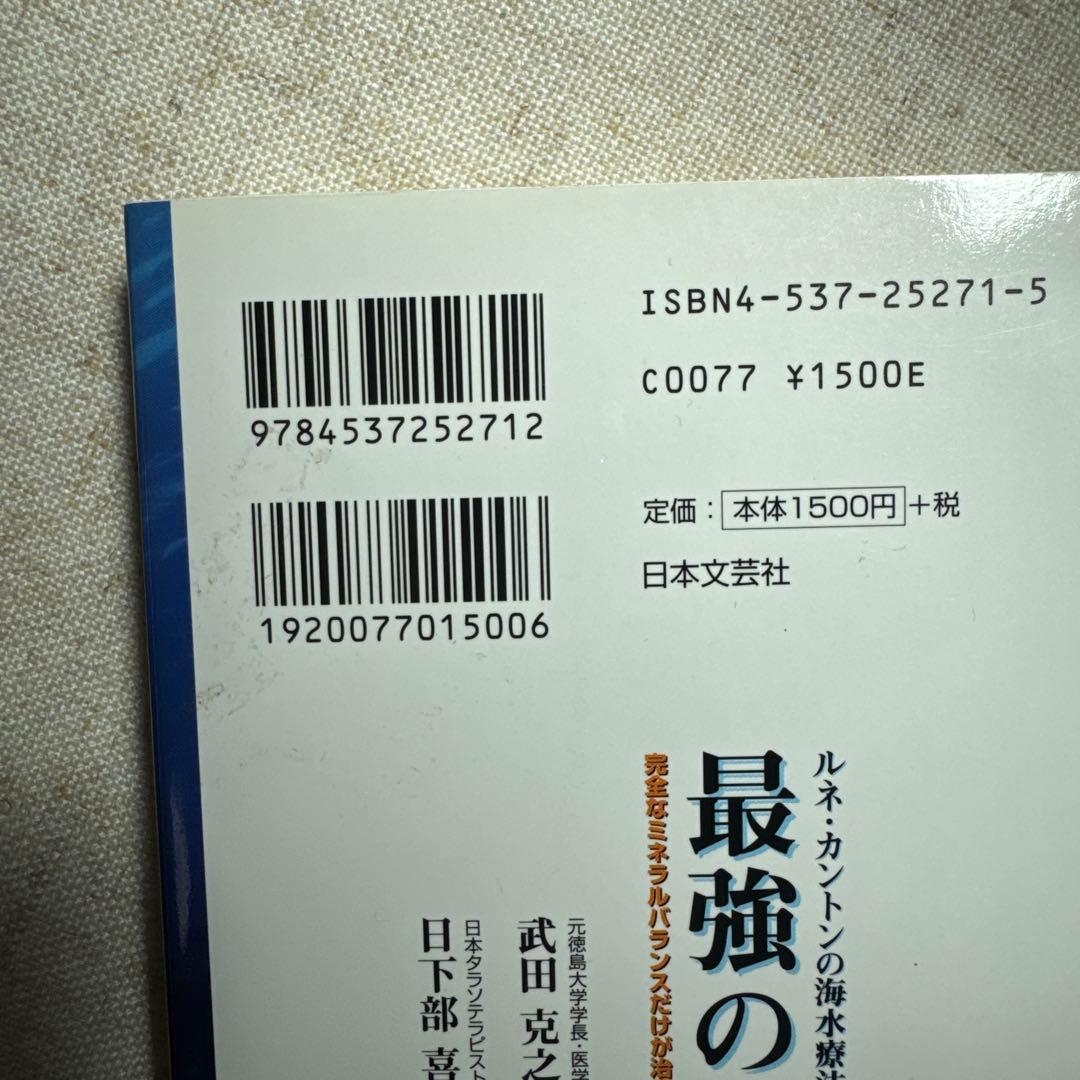 ISBN4-537-25271-5
C0077 ¥1500E
9784537252712
定価：本体1500円＋税
日本文芸社
1920077015006
ルネ・カントンの海水療法
最強の
完全なミネラルバランスだけが治
元徳島大学学長・医学
武田 克之
日本タラソテラピスト
日下部 喜